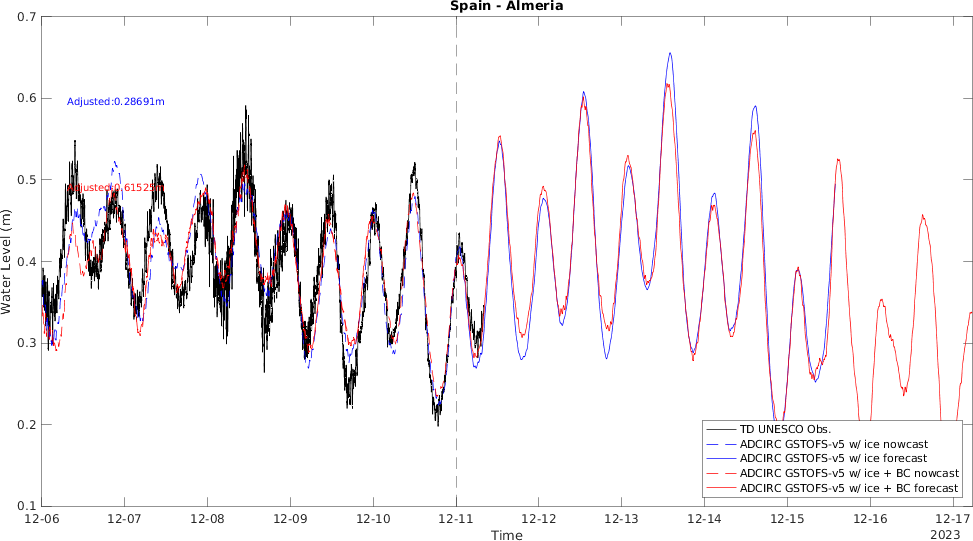 Spain - Almeria
0.7
0.6
0.5
0.4
0.3
0.2
0.1
Water Level (m)
Adjusted:0.28691m
Adjusted:0.61525m
TD UNESCO Obs.
ADCIRC GSTOFS-v5 w/ ice nowcast
ADCIRC GSTOFS-v5 w/ ice forecast
ADCIRC GSTOFS-v5 w/ ice + BC nowcast
ADCIRC GSTOFS-v5 w/ ice + BC forecast
12-06 12-07 12-08 12-09 12-10 12-11 12-12 12-13 12-14 12-15 12-16 12-17
Time
2023